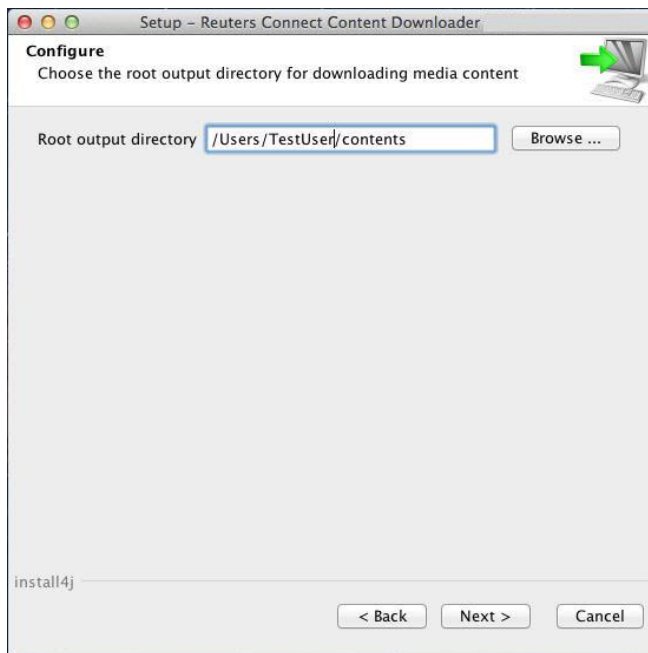 Setup – Reuters Connect Content Downloader
Configure
Choose the root output directory for downloading media content
Root output directory /Users/TestUser/contents Browse ...
install4j
< Back Next > Cancel